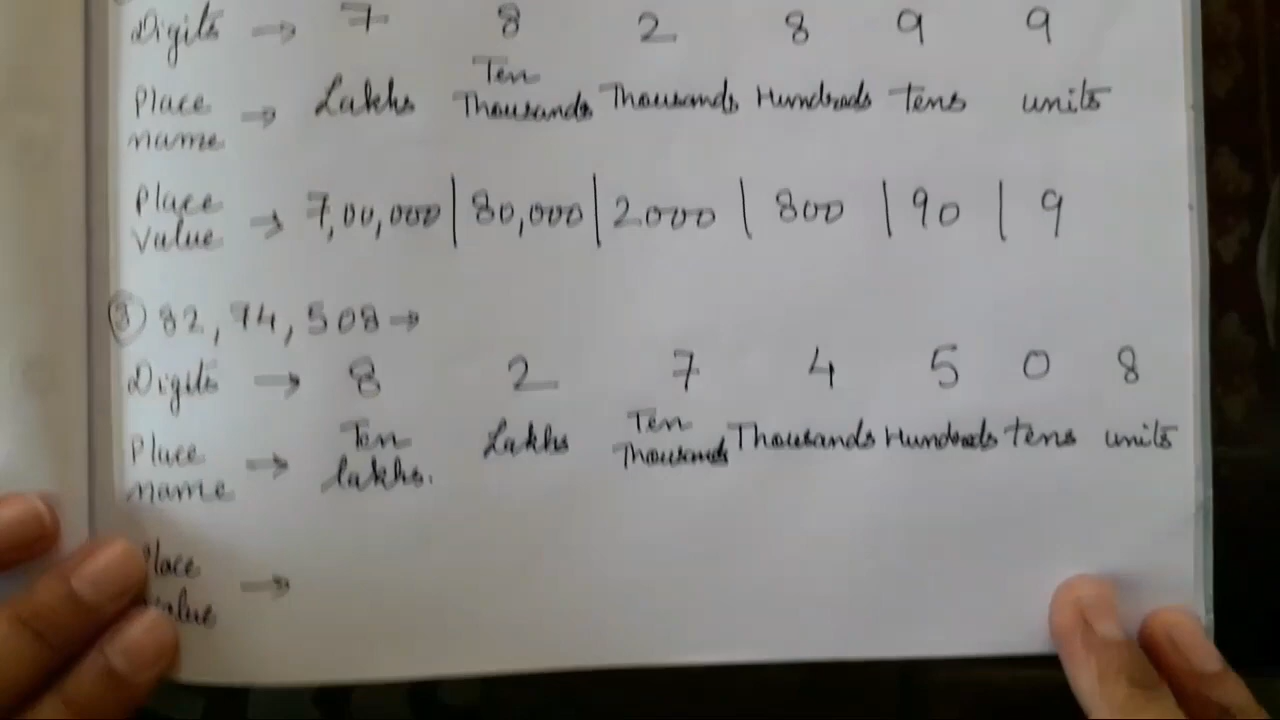 Digits → 7 8 2 8 9 9
Place name → Lakhs Ten Thousands Thousands Hundreds tens units
Place value → 7,00,000 | 80,000 | 2000 | 800 | 90 | 9
③ 82,74,508 →
Digits → 8 2 7 4 5 0 8
Place name → Ten lakhs. Lakhs Ten Thousands Thousands Hundreds tens units
Place value →